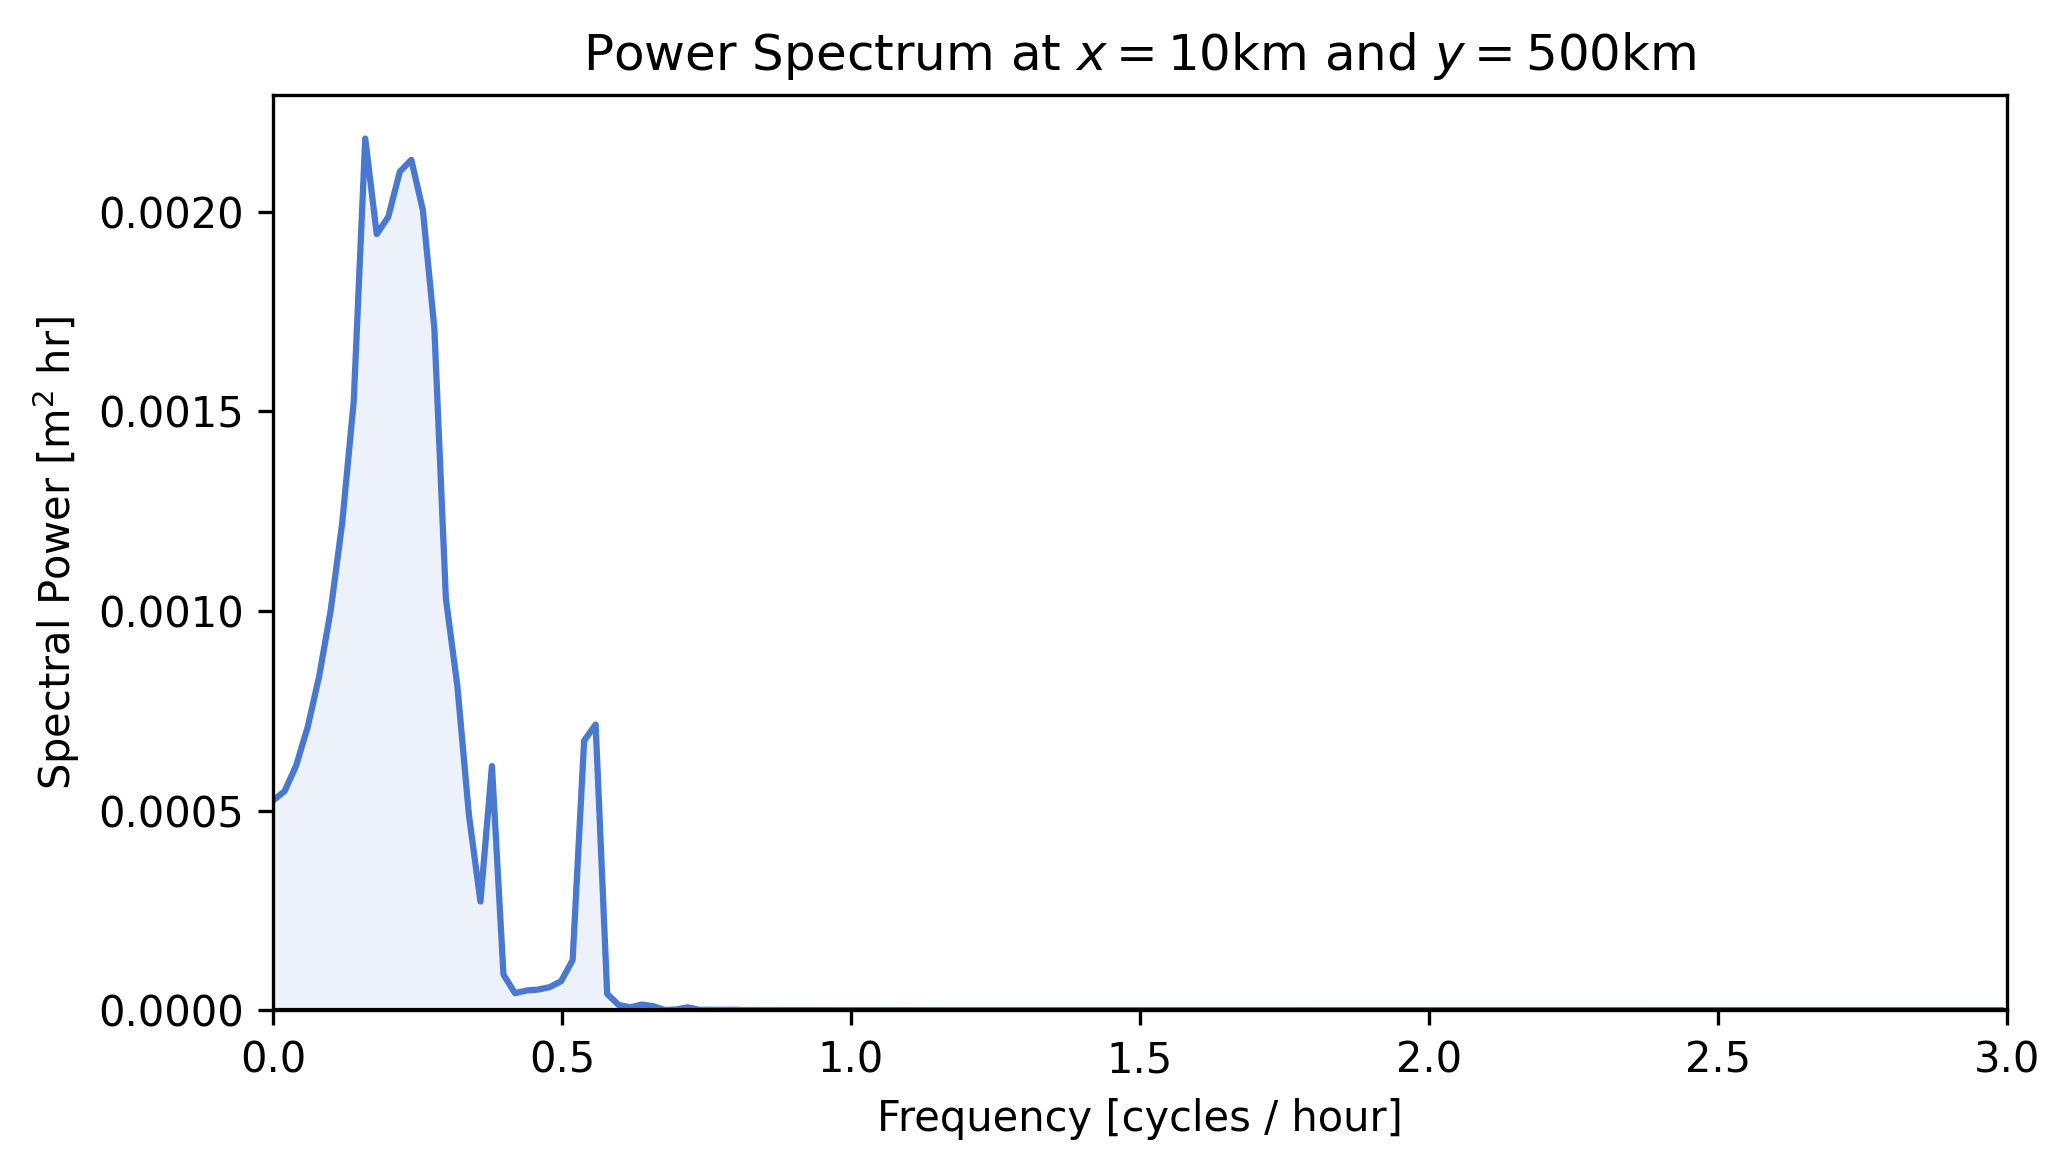 Power Spectrum at x = 10km and y = 500km
Spectral Power [m² hr]
0.0020
0.0015
0.0010
0.0005
0.0000
0.0 0.5 1.0 1.5 2.0 2.5 3.0
Frequency [cycles / hour]